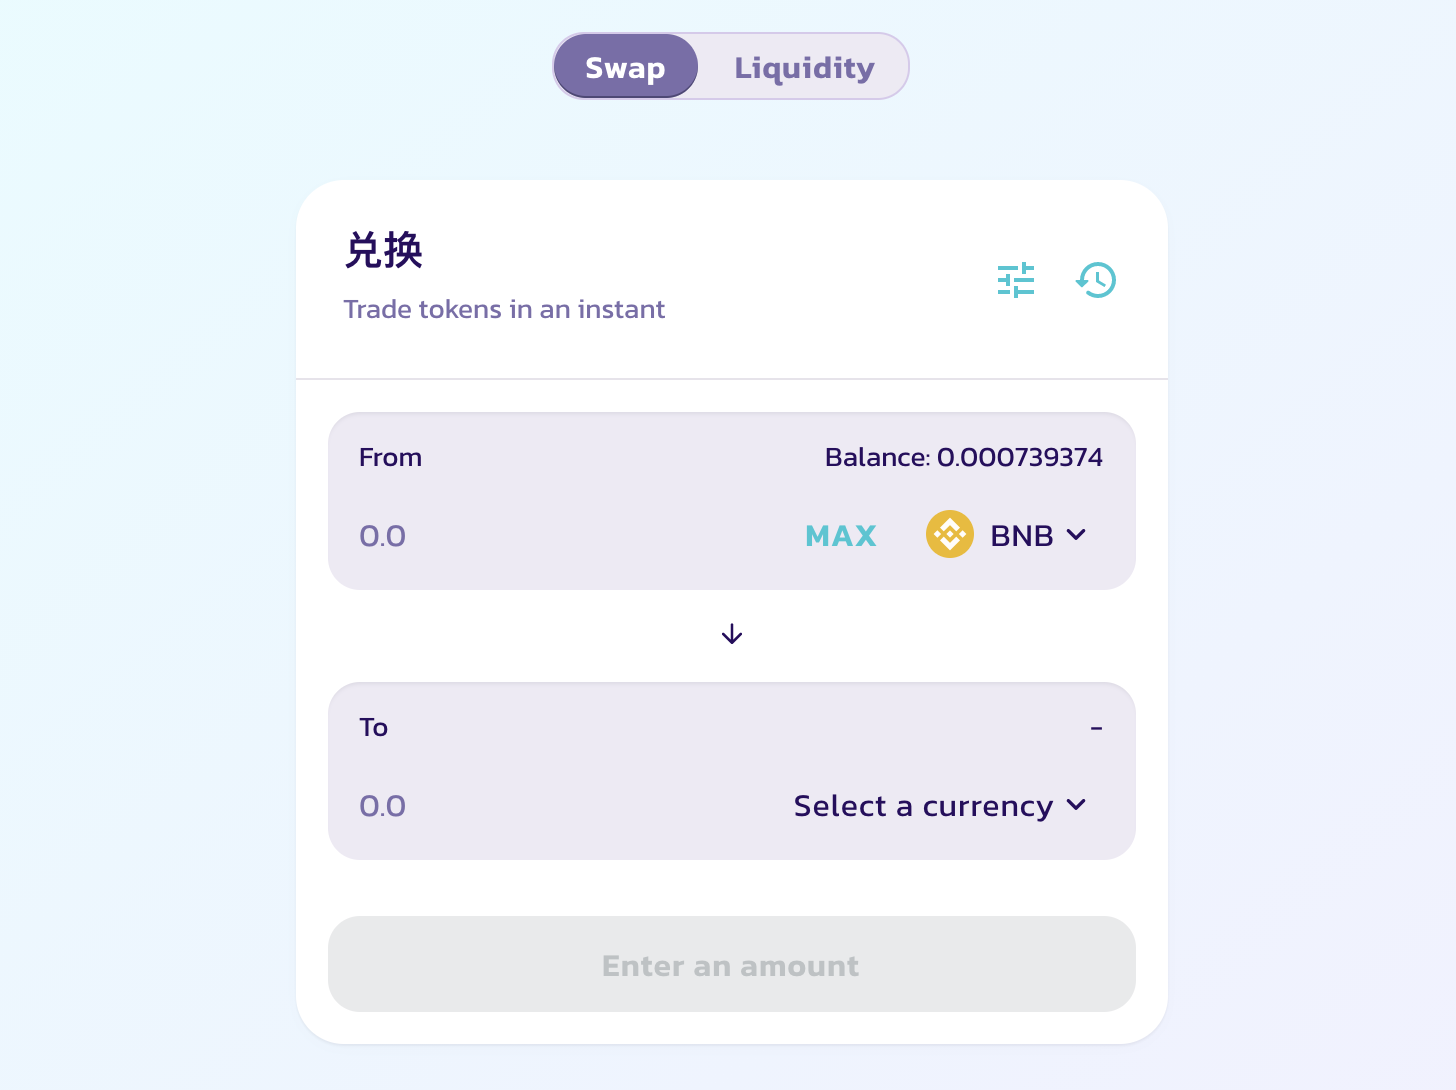 Swap Liquidity
兑换
Trade tokens in an instant
From Balance: 0.000739374
0.0 MAX BNB
To -
0.0 Select a currency
Enter an amount